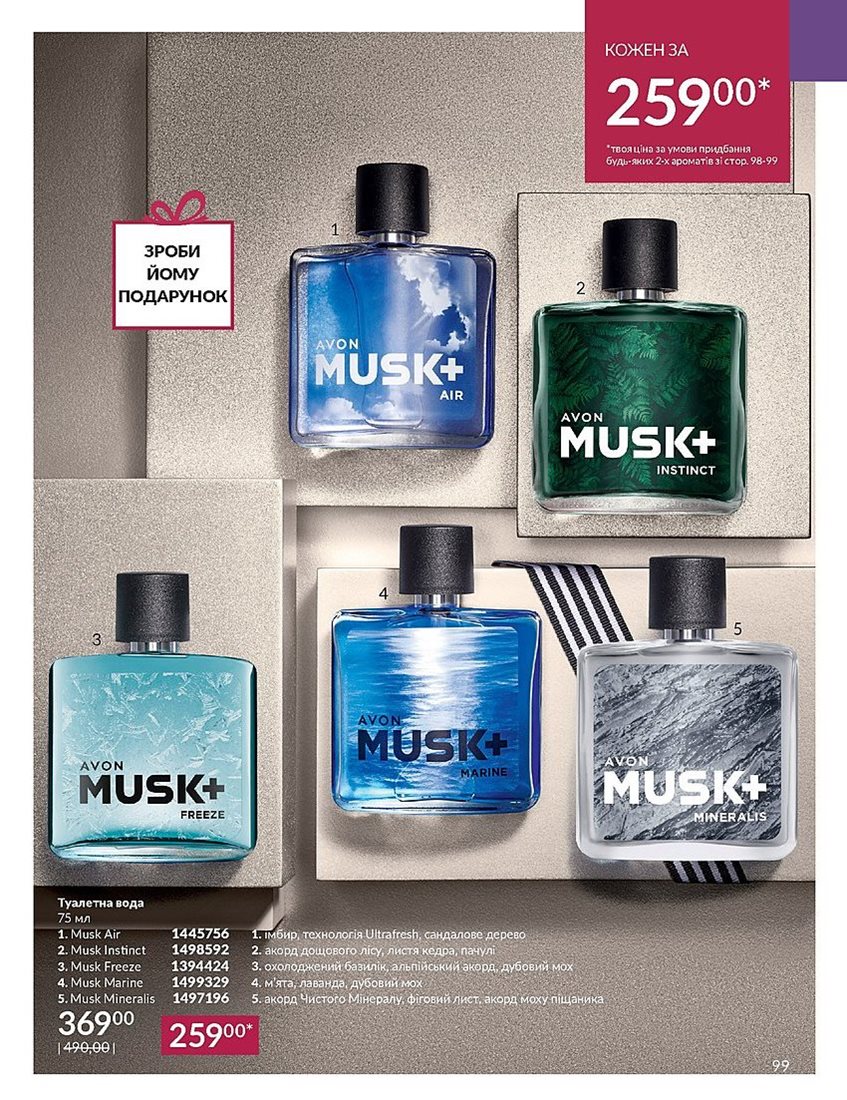 КОЖЕН ЗА
259⁰⁰*
*твоя ціна за умови придбання
будь-яких 2-х ароматів зі стор. 98-99
ЗРОБИ
ЙОМУ
ПОДАРУНОК
1
AVON
MUSK+
AIR
2
AVON
MUSK+
INSTINCT
3
AVON
MUSK+
FREEZE
4
AVON
MUSK+
MARINE
5
AVON
MUSK+
MINERALIS
Туалетна вода
75 мл
1. Musk Air 1445756 1. імбир, технологія Ultrafresh, сандалове дерево
2. Musk Instinct 1498592 2. акорд дощового лісу, листя кедра, пачулі
3. Musk Freeze 1394424 3. охолоджений базилік, альпійський акорд, дубовий мох
4. Musk Marine 1499329 4. м'ята, лаванда, дубовий мох
5. Musk Mineralis 1497196 5. акорд Чистого Мінералу, фіговий лист, акорд моху піщаника
369⁰⁰ 259⁰⁰*
|490,00|
99